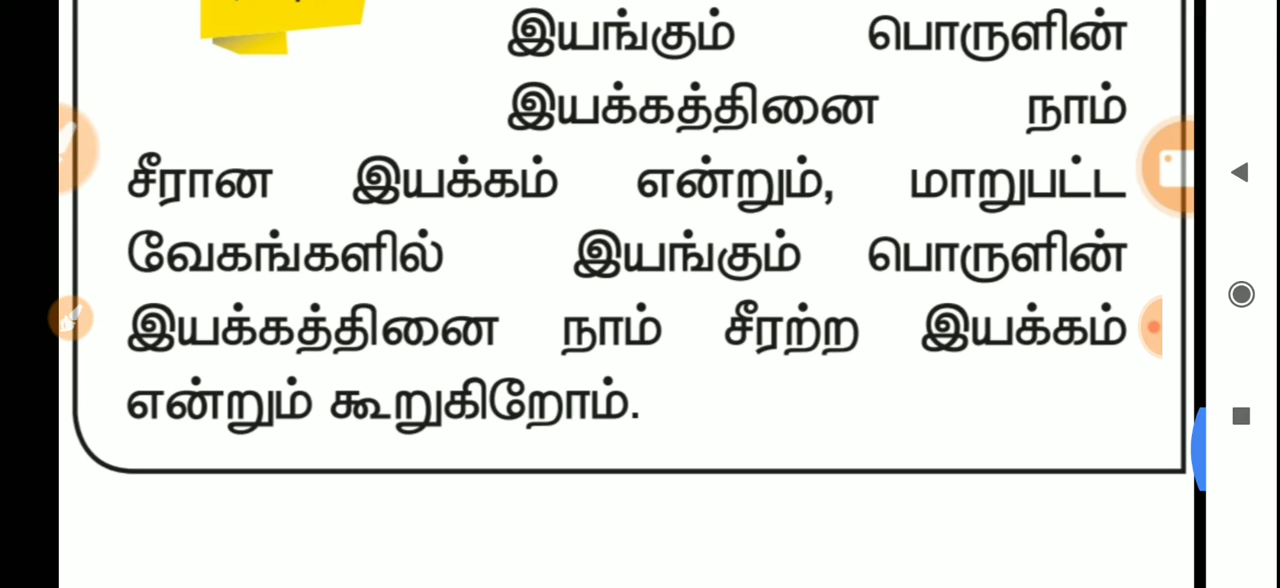 இயங்கும் பொருளின்
இயக்கத்தினை நாம்
சீரான இயக்கம் என்றும், மாறுபட்ட
வேகங்களில் இயங்கும் பொருளின்
இயக்கத்தினை நாம் சீரற்ற இயக்கம்
என்றும் கூறுகிறோம்.